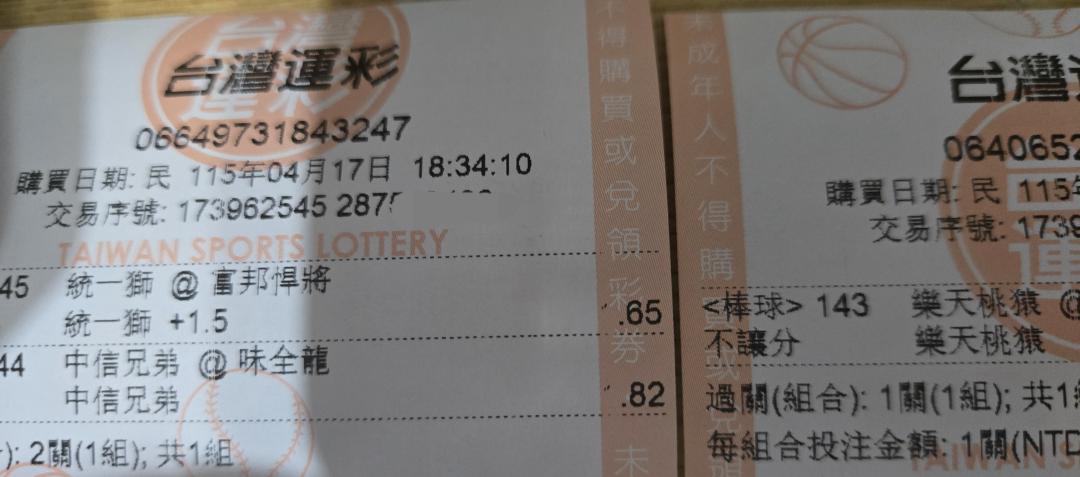 台灣運彩
06649731843247
購買日期: 民 115年04月17日 18:34:10
交易序號: 173962545 287
TAIWAN SPORTS LOTTERY
45 統一獅 @ 富邦悍將
統一獅 +1.5 .65
44 中信兄弟 @ 味全龍
中信兄弟 .82
): 2關(1組); 共1組
不得購買或兌領彩券 未
未成年人不得購買或兌領
台灣
0640652
購買日期: 民 115年
交易序號: 1739
<棒球> 143 樂天桃猿 @
不讓分 樂天桃猿
過關(組合): 1關(1組); 共1
每組合投注金額: 1關(NTD
TAIWAN S